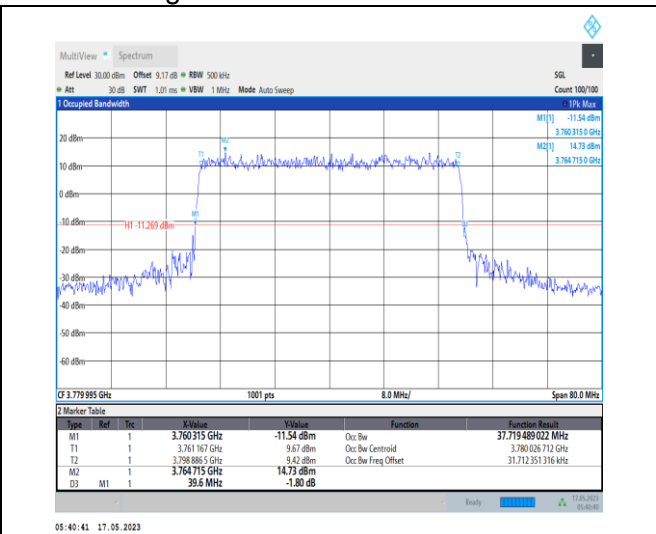 MultiView Spectrum
Ref Level 30.00 dBm Offset 9.17 dB RBW 500 kHz SGL
Att 30 dB SWT 1.01 ms VBW 1 MHz Mode Auto Sweep Count 100/100
1 Occupied Bandwidth 1Pk Max
M1[1] -11.54 dBm
3.760 315 0 GHz
M2[1] 14.73 dBm
3.764 715 0 GHz
20 dBm
M2
T1 T2
10 dBm
0 dBm
M1
-10 dBm
H1 -11.269 dBm
-20 dBm
-30 dBm
-40 dBm
-50 dBm
-60 dBm
CF 3.779 995 GHz 1001 pts 8.0 MHz/ Span 80.0 MHz
2 Marker Table
Type Ref Trc X-Value Y-Value Function Function Result
M1 1 3.760 315 GHz -11.54 dBm Occ Bw 37.719 489 022 MHz
T1 1 3.761 167 GHz 9.67 dBm Occ Bw Centroid 3.780 026 712 GHz
T2 1 3.798 886 5 GHz 9.42 dBm Occ Bw Freq Offset 31.712 351 316 kHz
M2 1 3.764 715 GHz 14.73 dBm
D3 M1 1 39.6 MHz -1.80 dB
Ready 17.05.2023
05:40:40
05:40:41 17.05.2023